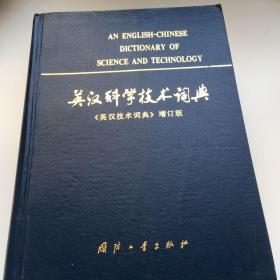 AN ENGLISH-CHINESE
DICTIONARY OF
SCIENCE AND TECHNOLOGY
英汉科学技术词典
《英汉技术词典》增订版
国防工业出版社